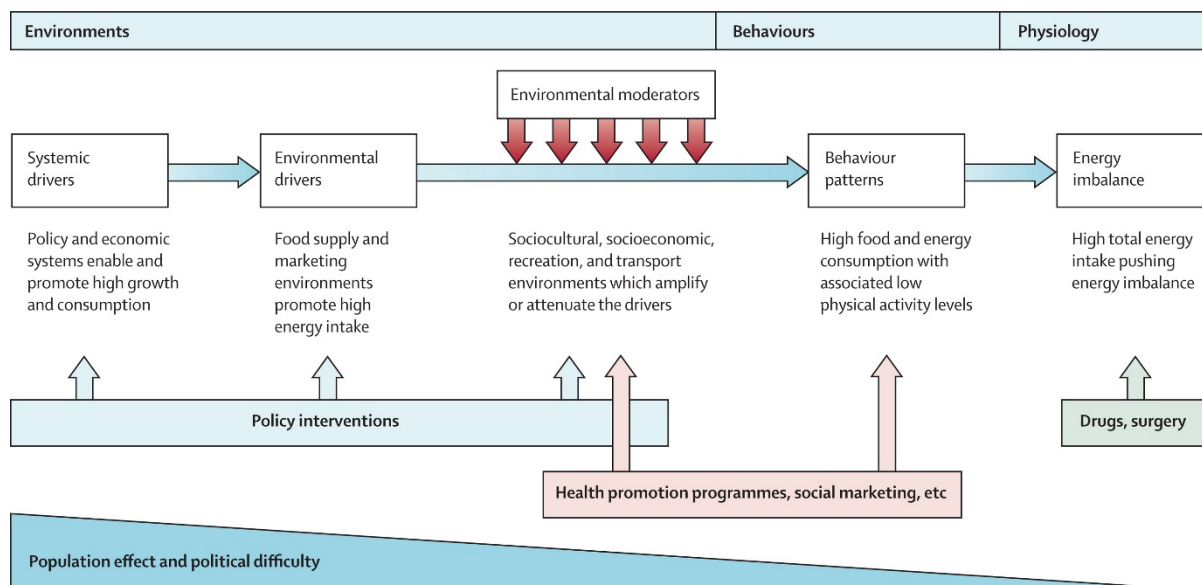 Environments
Behaviours
Physiology
Environmental moderators
Systemic
drivers
Environmental
drivers
Behaviour
patterns
Energy
imbalance
Policy and economic
systems enable and
promote high growth
and consumption
Food supply and
marketing
environments
promote high
energy intake
Sociocultural, socioeconomic,
recreation, and transport
environments which amplify
or attenuate the drivers
High food and energy
consumption with
associated low
physical activity levels
High total energy
intake pushing
energy imbalance
Policy interventions
Drugs, surgery
Health promotion programmes, social marketing, etc
Population effect and political difficulty